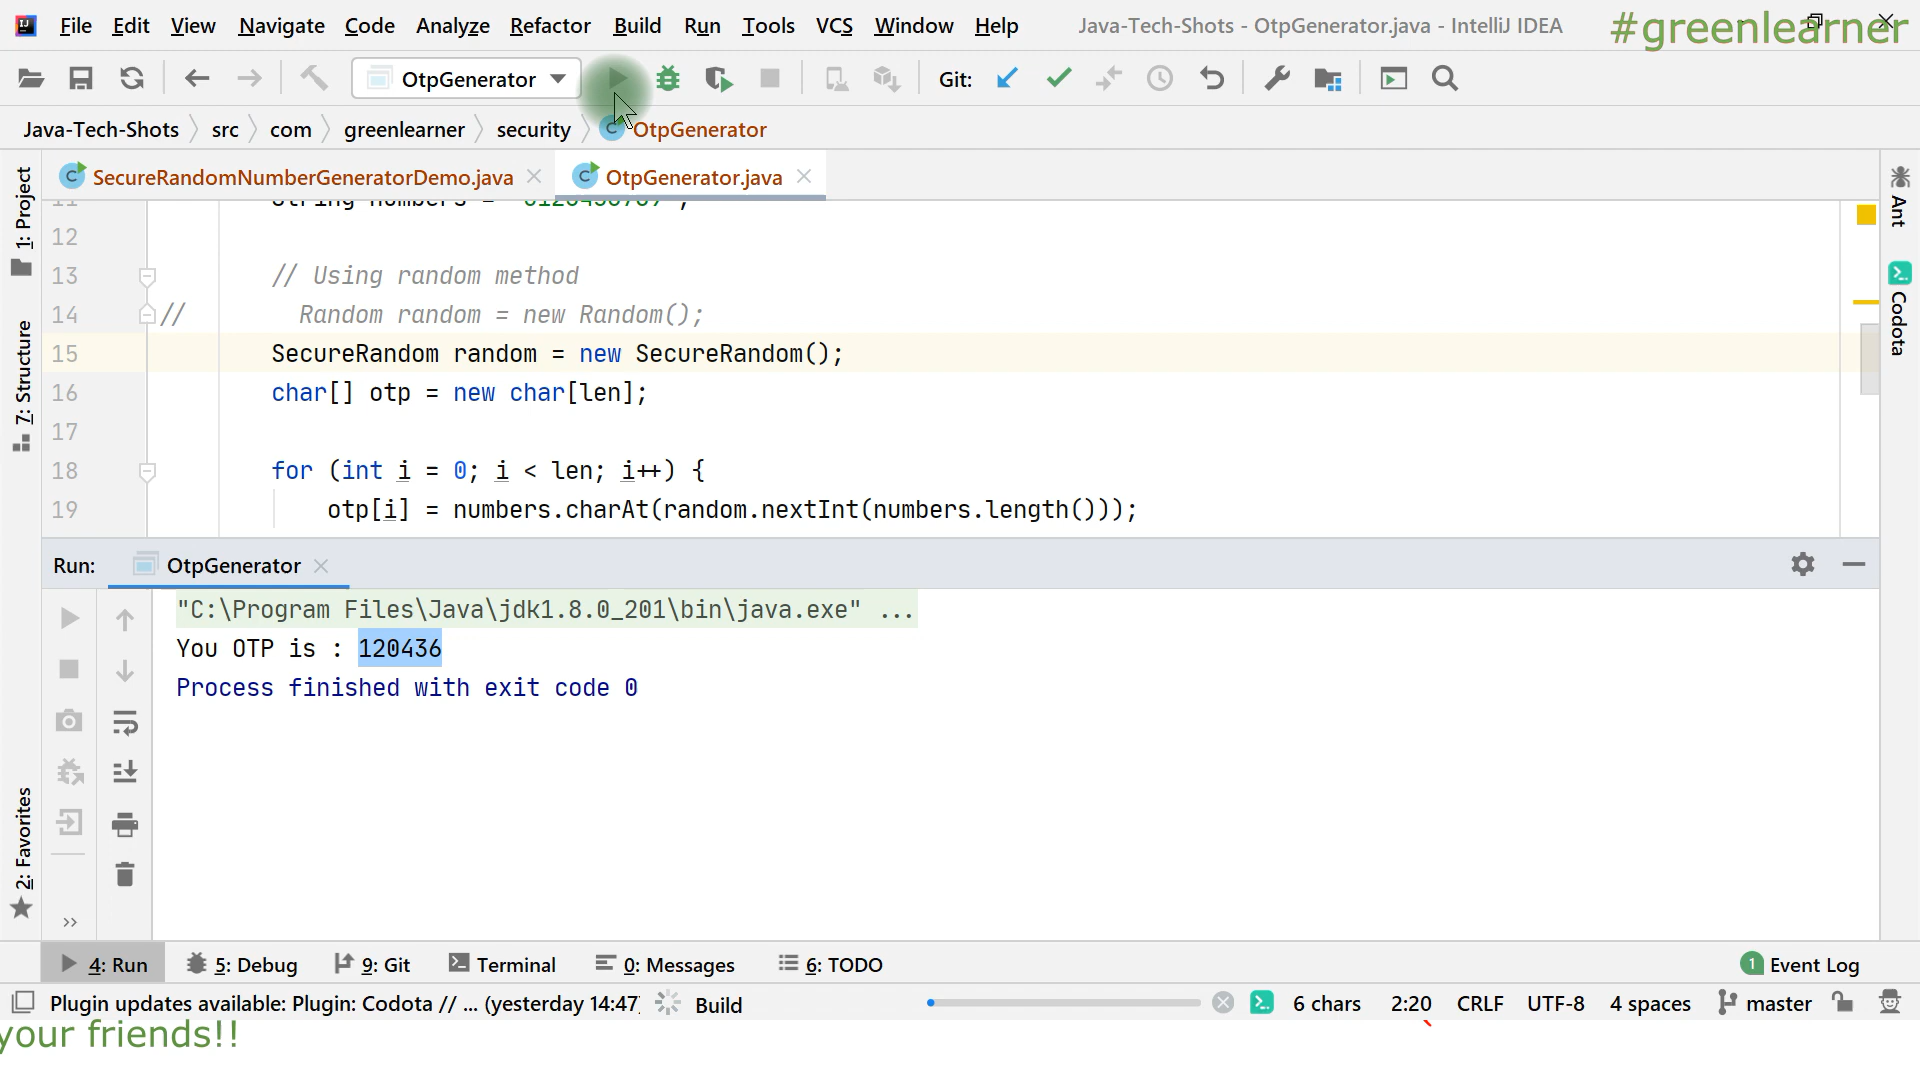 File Edit View Navigate Code Analyze Refactor Build Run Tools VCS Window Help Java-Tech-Shots - OtpGenerator.java - IntelliJ IDEA #greenlearner
OtpGenerator Git:
Java-Tech-Shots src com greenlearner security OtpGenerator
SecureRandomNumberGeneratorDemo.java OtpGenerator.java
12
13 // Using random method
14 // Random random = new Random();
15 SecureRandom random = new SecureRandom();
16 char[] otp = new char[len];
17
18 for (int i = 0; i < len; i++) {
19 otp[i] = numbers.charAt(random.nextInt(numbers.length()));
1: Project
7: Structure
2: Favorites
Ant
Codota
Run: OtpGenerator
"C:\Program Files\Java\jdk1.8.0_201\bin\java.exe" ...
You OTP is : 120436
Process finished with exit code 0
4: Run 5: Debug 9: Git Terminal 0: Messages 6: TODO 1 Event Log
Plugin updates available: Plugin: Codota // ... (yesterday 14:47 Build 6 chars 2:20 CRLF UTF-8 4 spaces master
your friends!!